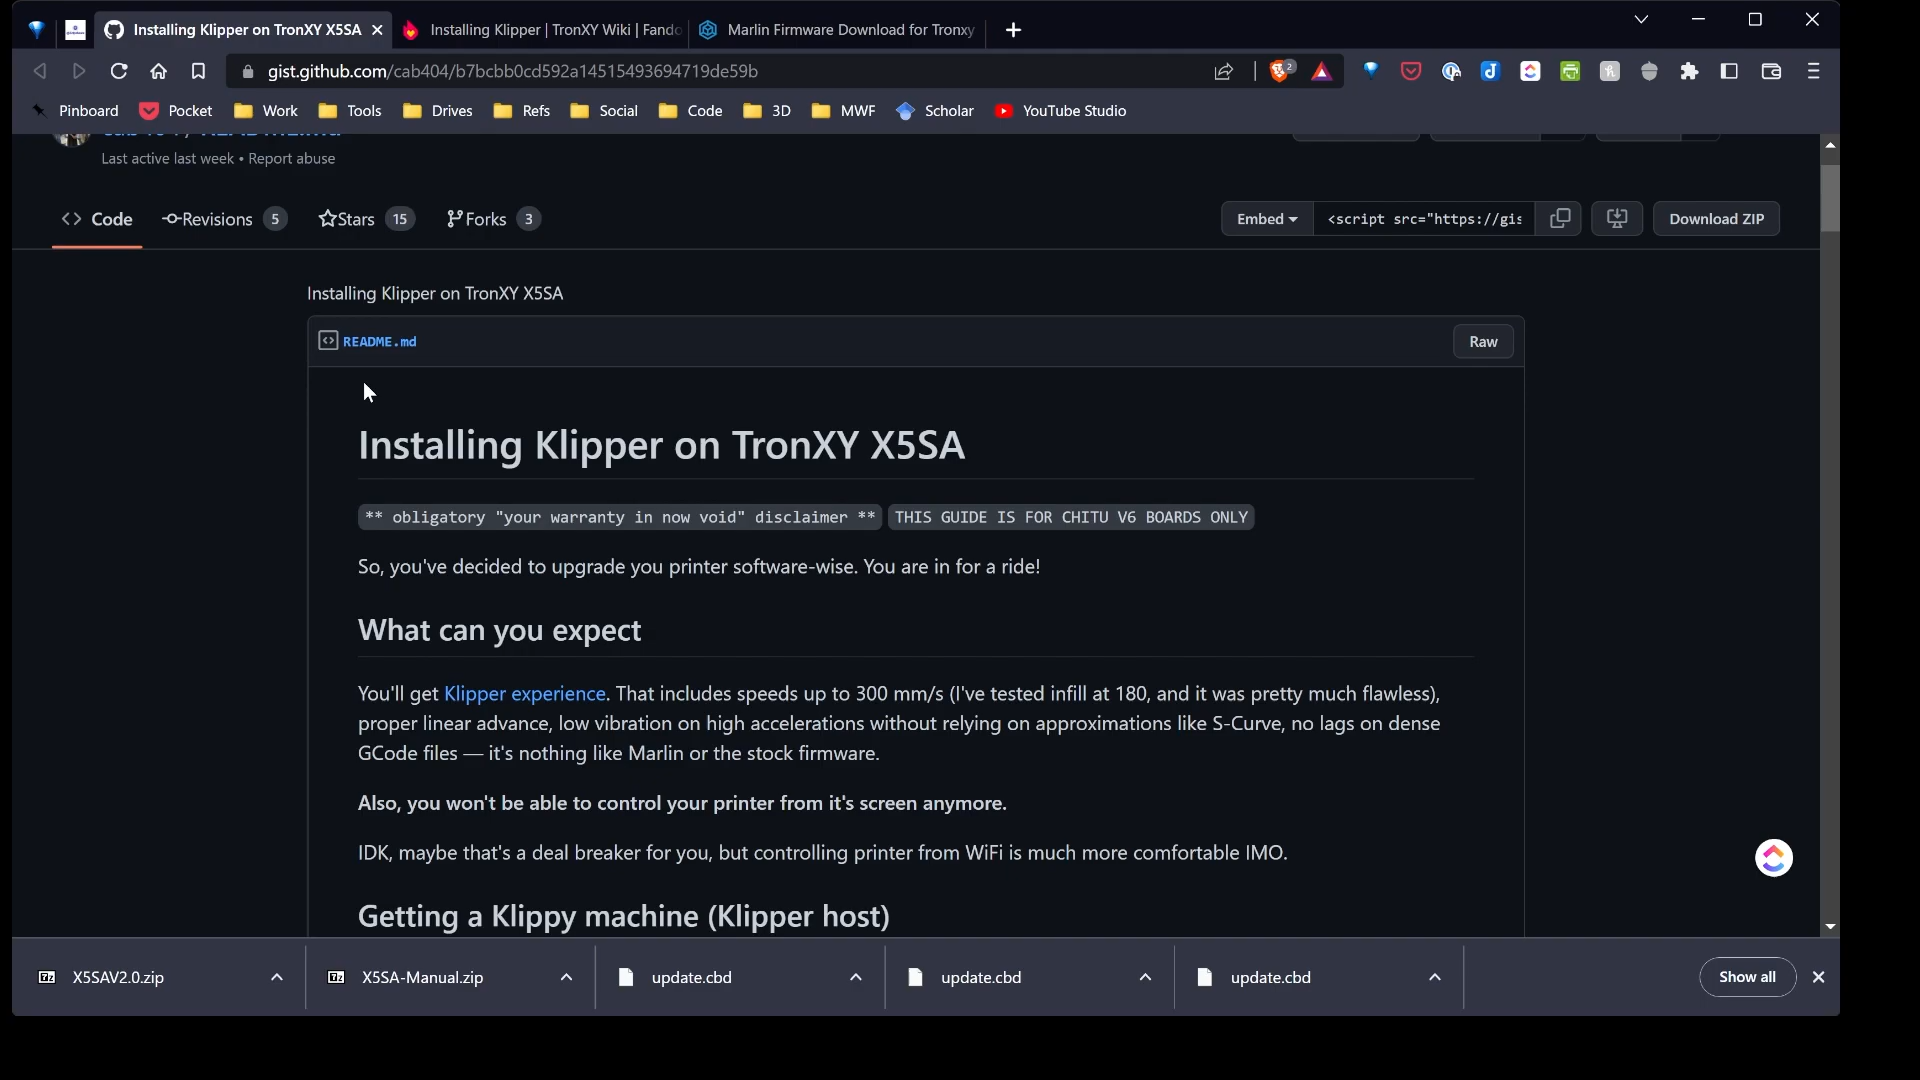 Installing Klipper on TronXY X5SA
Installing Klipper | TronXY Wiki | Fando
Marlin Firmware Download for Tronxy
gist.github.com/cab404/b7bcbb0cd592a14515493694719de59b
2
Pinboard
Pocket
Work
Tools
Drives
Refs
Social
Code
3D
MWF
Scholar
YouTube Studio
Last active last week • Report abuse
Code
Revisions 5
Stars 15
Forks 3
Embed
<script src="https://gis
Download ZIP
Installing Klipper on TronXY X5SA
README.md
Raw
Installing Klipper on TronXY X5SA
** obligatory "your warranty in now void" disclaimer ** THIS GUIDE IS FOR CHITU V6 BOARDS ONLY
So, you've decided to upgrade you printer software-wise. You are in for a ride!
What can you expect
You'll get Klipper experience. That includes speeds up to 300 mm/s (I've tested infill at 180, and it was pretty much flawless),
proper linear advance, low vibration on high accelerations without relying on approximations like S-Curve, no lags on dense
GCode files — it's nothing like Marlin or the stock firmware.
Also, you won't be able to control your printer from it's screen anymore.
IDK, maybe that's a deal breaker for you, but controlling printer from WiFi is much more comfortable IMO.
Getting a Klippy machine (Klipper host)
X5SAV2.0.zip
X5SA-Manual.zip
update.cbd
update.cbd
update.cbd
Show all